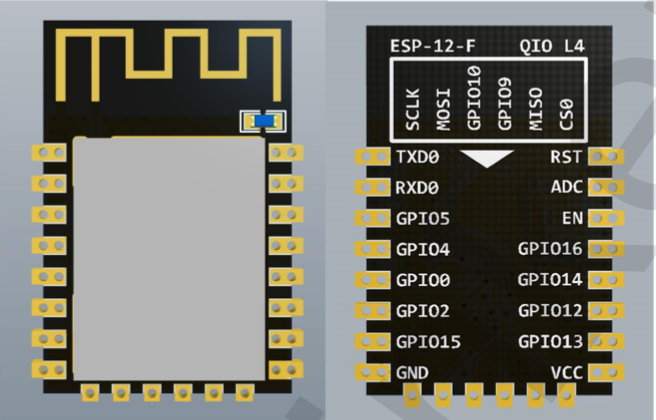 ESP-12-F QIO L4
SCLK
MOSI
GPIO10
GPIO9
MISO
CS0
TXD0 RST
RXD0 ADC
GPIO5 EN
GPIO4 GPIO16
GPIO0 GPIO14
GPIO2 GPIO12
GPIO15 GPIO13
GND VCC